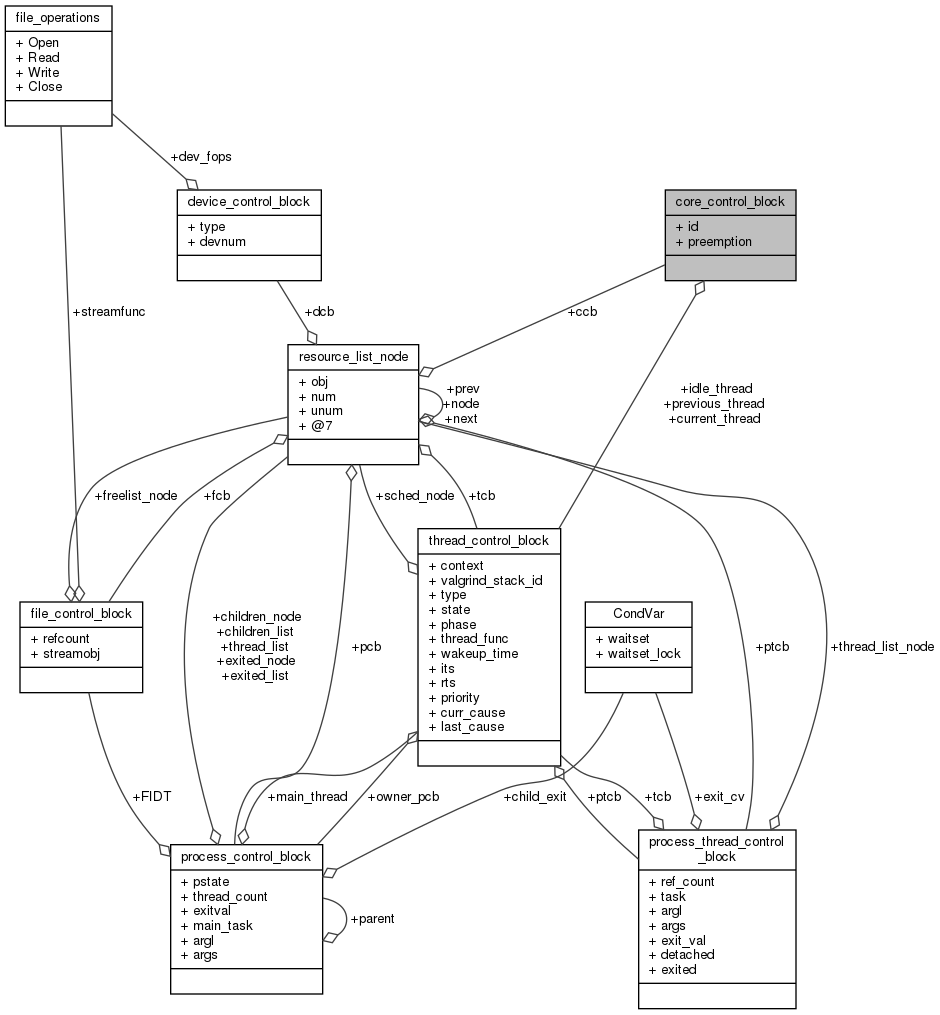 file_operations
+ Open
+ Read
+ Write
+ Close
+dev_fops
device_control_block
+ type
+ devnum
core_control_block
+ id
+ preemption
+streamfunc
+dcb
+ccb
resource_list_node
+ obj
+ num
+ unum
+ @7
+prev
+node
+next
+idle_thread
+previous_thread
+current_thread
+freelist_node
+fcb
+sched_node
+tcb
thread_control_block
+ context
+ valgrind_stack_id
+ type
+ state
+ phase
+ thread_func
+ wakeup_time
+ its
+ rts
+ priority
+ curr_cause
+ last_cause
file_control_block
+ refcount
+ streamobj
CondVar
+ waitset
+ waitset_lock
+children_node
+children_list
+thread_list
+exited_node
+exited_list
+pcb
+ptcb
+thread_list_node
+FIDT
+main_thread
+owner_pcb
+child_exit
+ptcb
+tcb
+exit_cv
process_control_block
+ pstate
+ thread_count
+ exitval
+ main_task
+ argl
+ args
+parent
process_thread_control
_block
+ ref_count
+ task
+ argl
+ args
+ exit_val
+ detached
+ exited